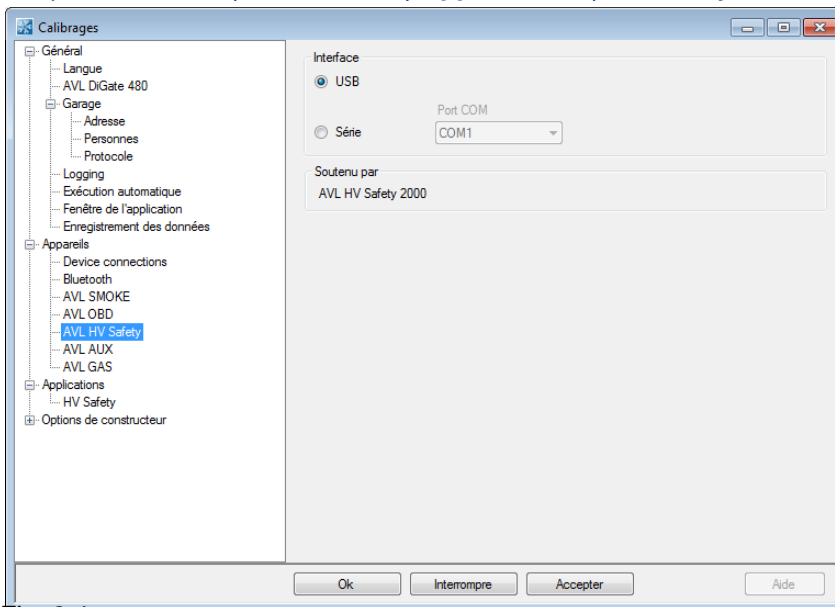 Calibrages
Général
Langue
AVL DiGate 480
Garage
Adresse
Personnes
Protocole
Logging
Exécution automatique
Fenêtre de l'application
Enregistrement des données
Appareils
Device connections
Bluetooth
AVL SMOKE
AVL OBD
AVL HV Safety
AVL AUX
AVL GAS
Applications
HV Safety
Options de constructeur
Interface
USB
Port COM
Série
COM1
Soutenu par
AVL HV Safety 2000
Ok
Interrompre
Accepter
Aide